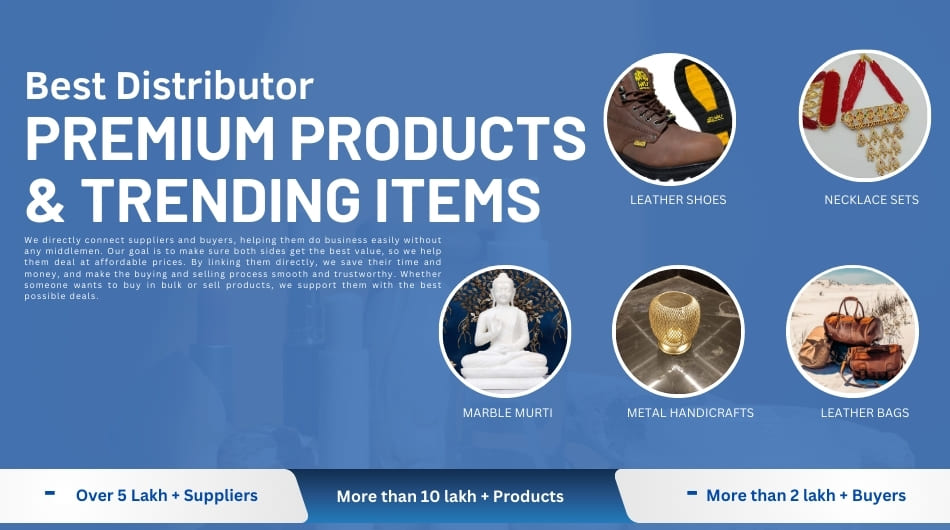 Best Distributor
PREMIUM PRODUCTS
& TRENDING ITEMS
We directly connect suppliers and buyers, helping them do business easily without
any middlemen. Our goal is to make sure both sides get the best value, so we help
them deal at affordable prices. By linking them directly, we save their time and
money, and make the buying and selling process smooth and trustworthy. Whether
someone wants to buy in bulk or sell products, we support them with the best
possible deals.
LEATHER SHOES
NECKLACE SETS
MARBLE MURTI
METAL HANDICRAFTS
LEATHER BAGS
- Over 5 Lakh + Suppliers
More than 10 lakh + Products
- More than 2 lakh + Buyers